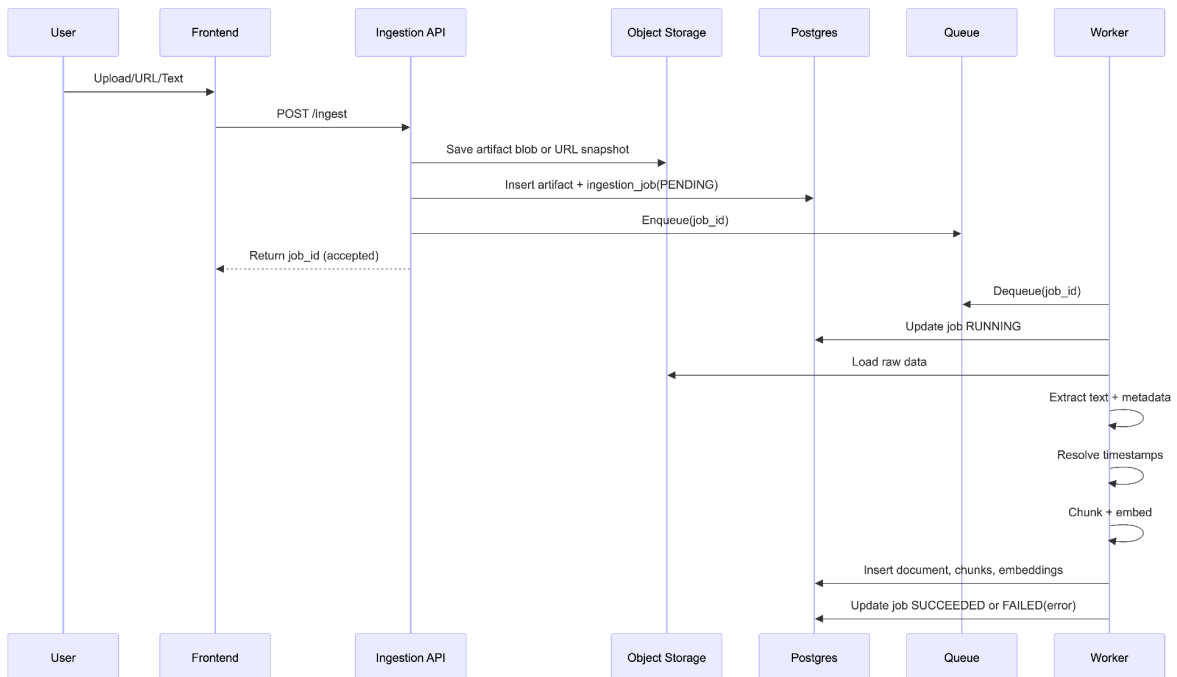 User
Frontend
Ingestion API
Object Storage
Postgres
Queue
Worker
Upload/URL/Text
POST /ingest
Save artifact blob or URL snapshot
Insert artifact + ingestion_job(PENDING)
Enqueue(job_id)
Return job_id (accepted)
Dequeue(job_id)
Update job RUNNING
Load raw data
Extract text + metadata
Resolve timestamps
Chunk + embed
Insert document, chunks, embeddings
Update job SUCCEEDED or FAILED(error)
User
Frontend
Ingestion API
Object Storage
Postgres
Queue
Worker